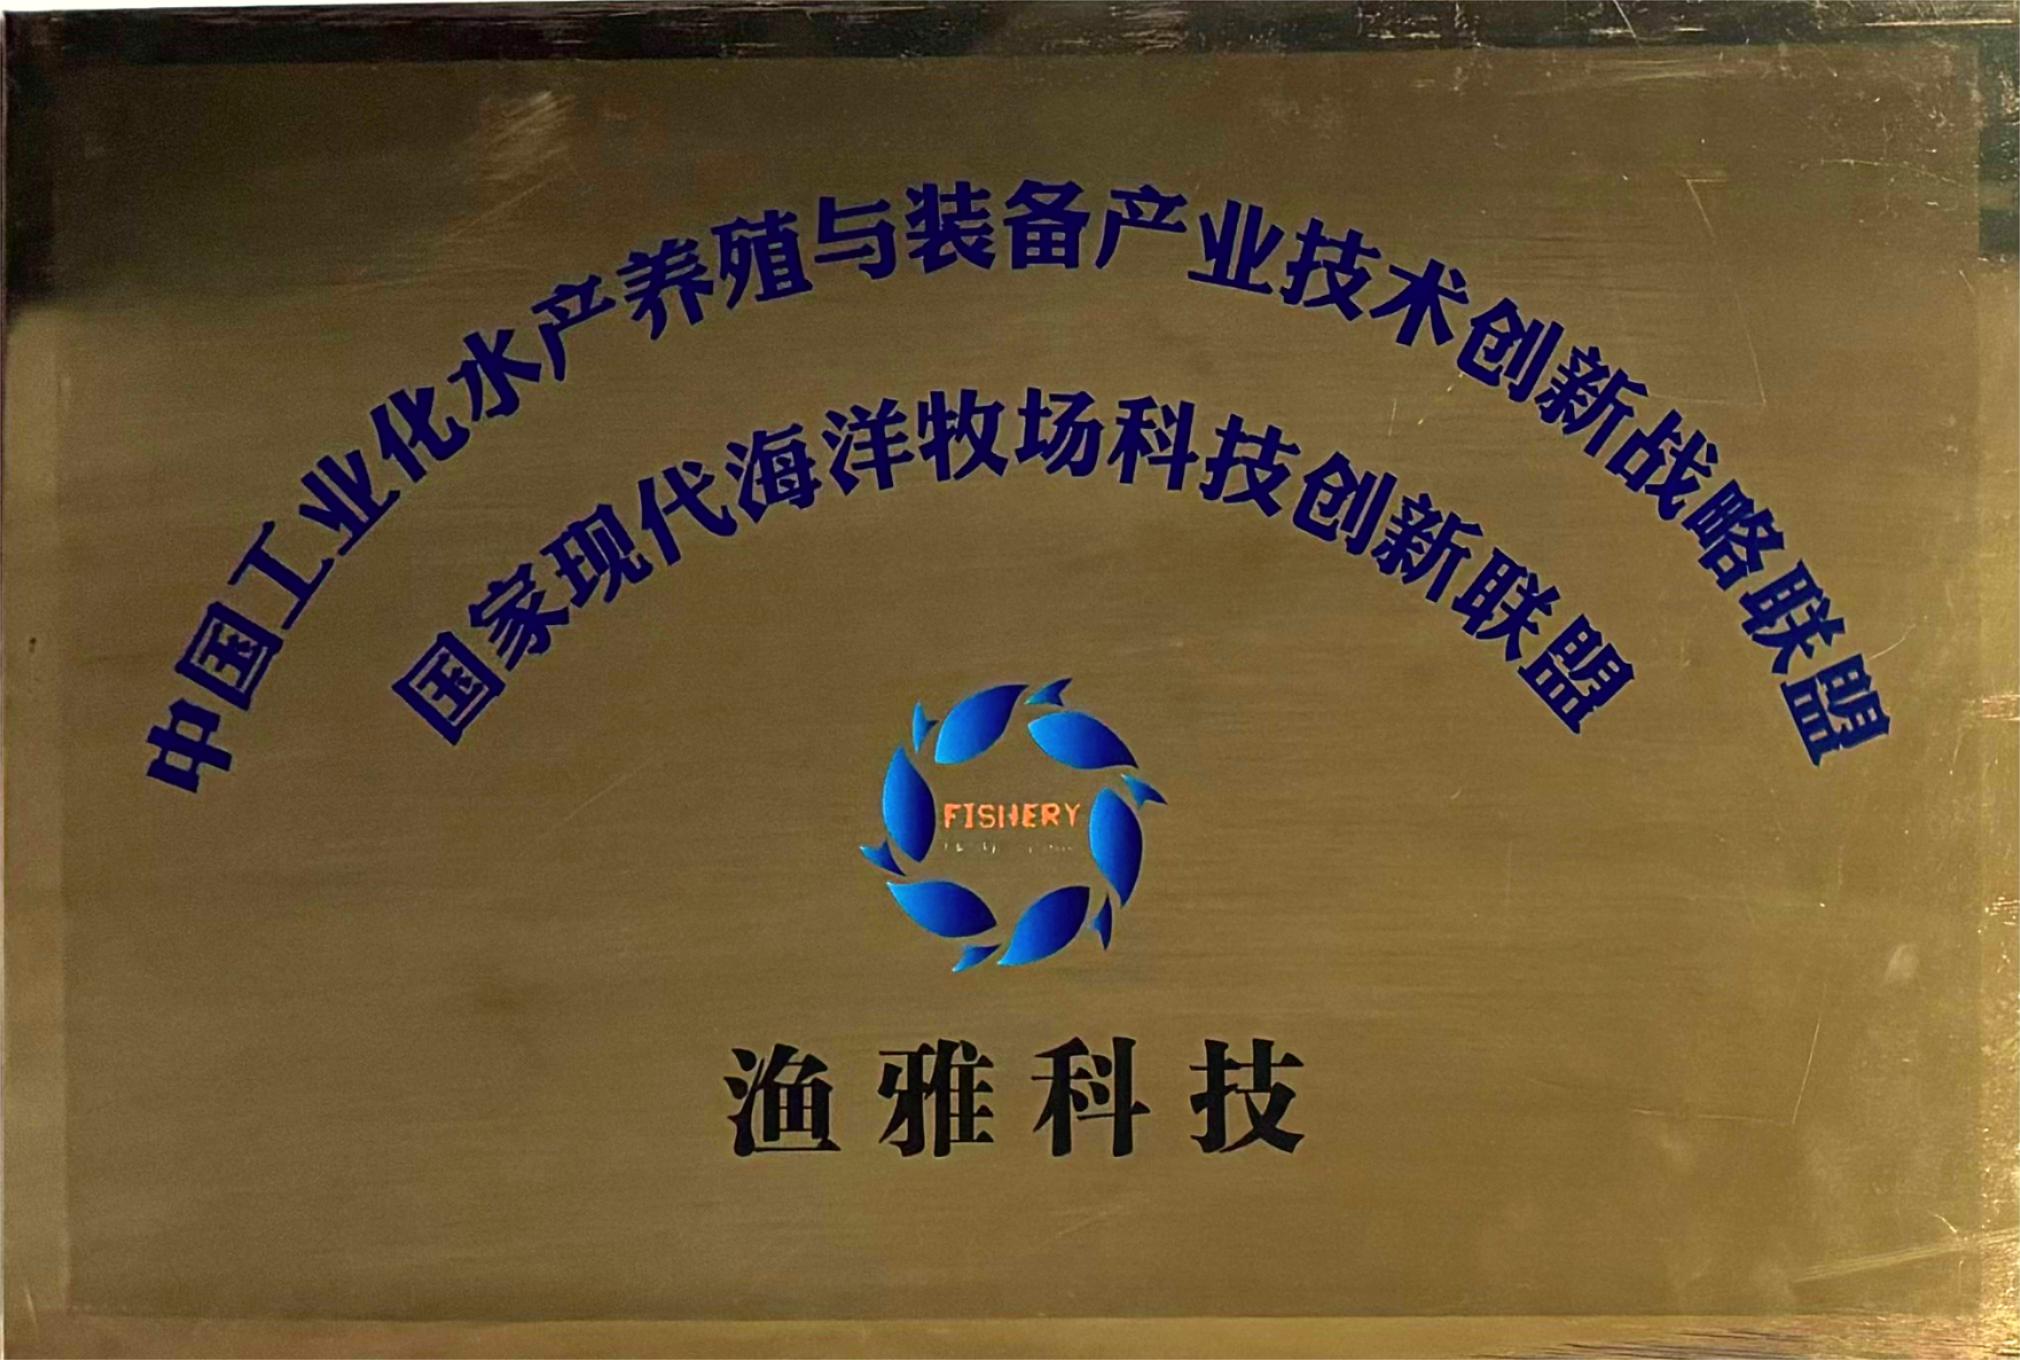 中国工业化水产养殖与装备产业技术创新战略联盟
国家现代海洋牧场科技创新联盟
FISHERY
渔雅科技